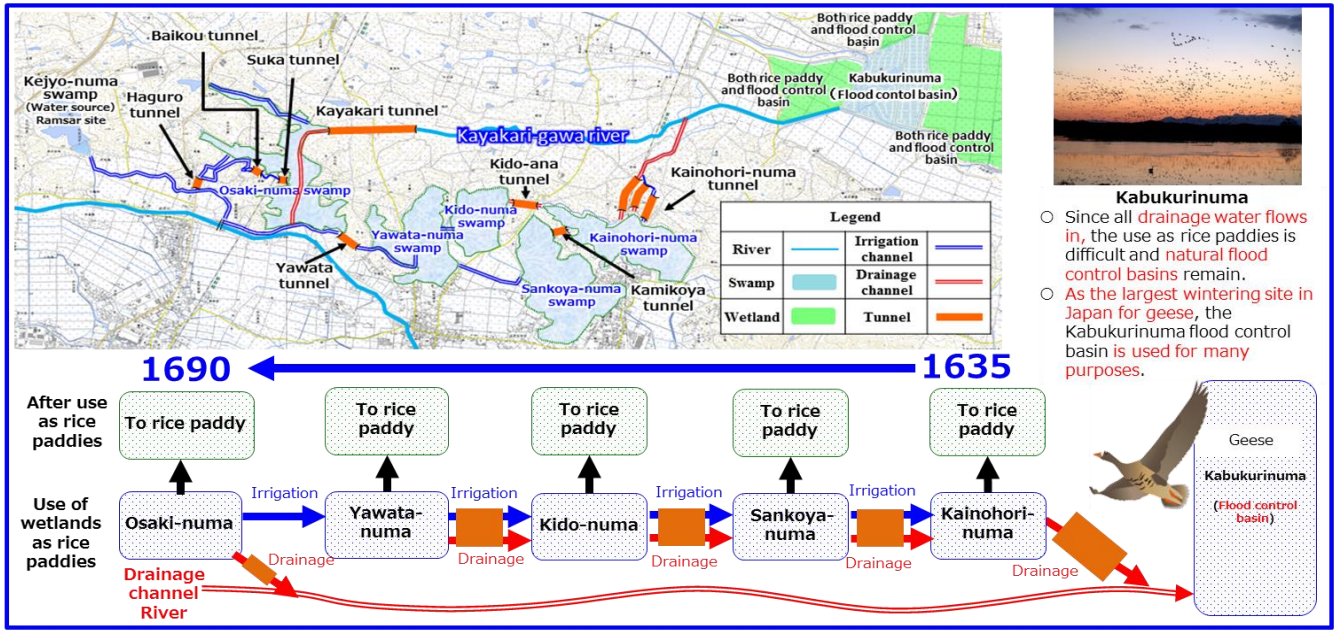 Baikou tunnel
Suka tunnel
Kejyo-numa
swamp
(Water source)
Ramsar site
Haguro
tunnel
Kayakari tunnel
Kayakari-gawa river
Both rice paddy
and flood control
basin
Both rice paddy
and flood control
basin
Kabukurinuma
(Flood contol basin)
Both rice paddy
and flood control
basin
Osaki-numa swamp
Kido-ana
tunnel
Kainohori-numa
tunnel
Kido-numa
swamp
Yawata-numa
swamp
Kainohori-numa
swamp
Yawata
tunnel
Sankoya-numa
swamp
Kamikoya
tunnel
Legend
River
Irrigation
channel
Swamp
Drainage
channel
Wetland
Tunnel
Kabukurinuma
○ Since all drainage water flows
in, the use as rice paddies is
difficult and natural flood
control basins remain.
○ As the largest wintering site in
Japan for geese, the
Kabukurinuma flood control
basin is used for many
purposes.
1690
1635
After use
as rice
paddies
To rice paddy
To rice
paddy
To rice
paddy
To rice
paddy
To rice
paddy
Use of
wetlands
as rice
paddies
Osaki-numa
Irrigation
Yawata-
numa
Irrigation
Kido-numa
Irrigation
Sankoya-
numa
Irrigation
Kainohori-
numa
Drainage
Drainage
Drainage
Drainage
Drainage
Drainage
channel
River
Geese
Kabukurinuma
(Flood control
basin)